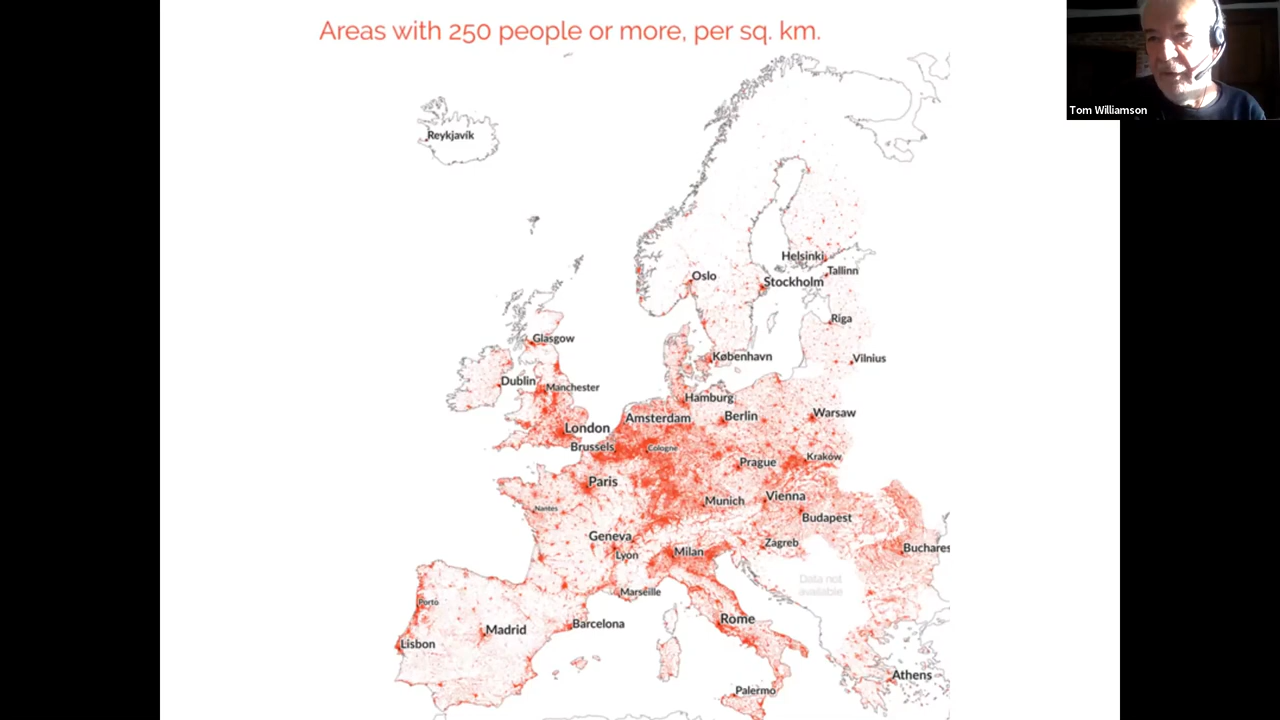 Areas with 250 people or more, per sq. km.
Tom Williamson
Reykjavík
Helsinki
Tallinn
Oslo
Stockholm
Riga
Glasgow
København
Vilnius
Dublin
Manchester
Hamburg
Amsterdam
Berlin
Warsaw
London
Brussels
Cologne
Prague
Kraków
Paris
Munich
Vienna
Nantes
Budapest
Geneva
Zagreb
Buchares
Lyon
Milan
Data not
available
Marseille
Porto
Barcelona
Rome
Madrid
Lisbon
Athens
Palermo